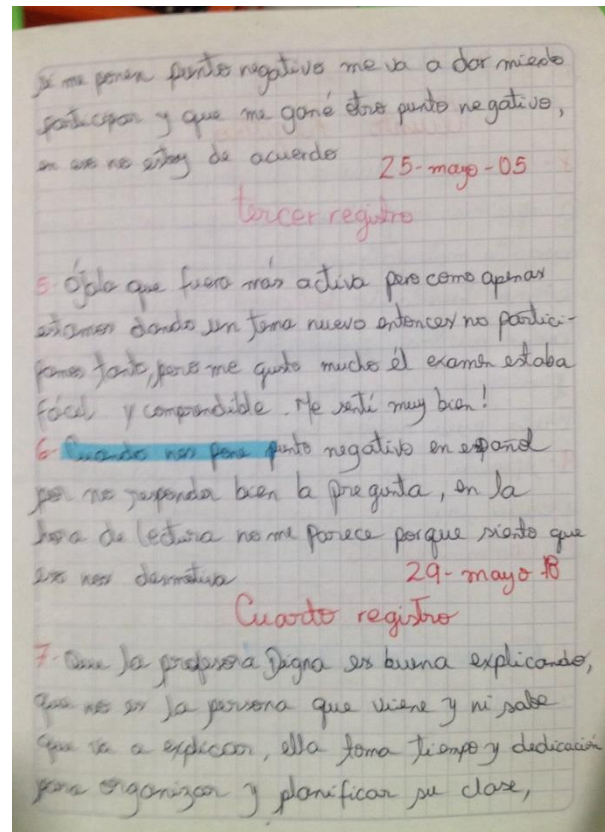 si me ponen punto negativo me va a dar miedo
participar y que me gané otro punto negativo,
en eso no estoy de acuerdo 25-mayo-05
tercer registro
5- Ójala que fuera más activa pero como apenas
estamos dando un tema nuevo entonces no partici-
pamos tanto, pero me gusto mucho él examen estaba
fácil y comprendible. Me sentí muy bien!
6- Cuando nos pone punto negativo en español
por no responder bien la pregunta, en la
hora de lectura no me parece porque siento que
eso nos desmotiva 29-mayo 18
Cuarto registro
7- Que la profesora Digna es buena explicando,
que no es la persona que viene y ni sabe
que va a explicar, ella toma tiempo y dedicación
para organizar y planificar su clase,